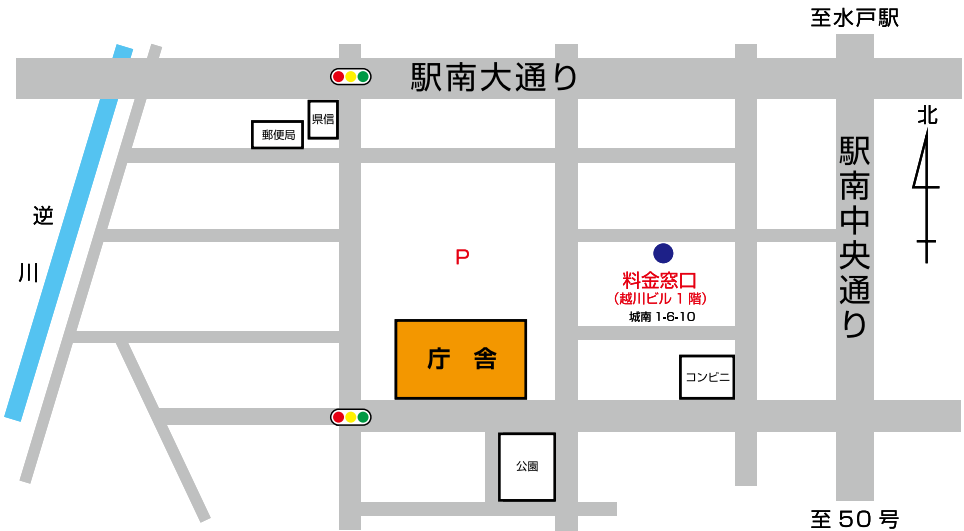 至水戸駅
駅南大通り
県信
郵便局
北
駅南中央通り
逆川
P
料金窓口
(越川ビル 1 階)
城南 1-6-10
庁舎
コンビニ
公園
至 50 号